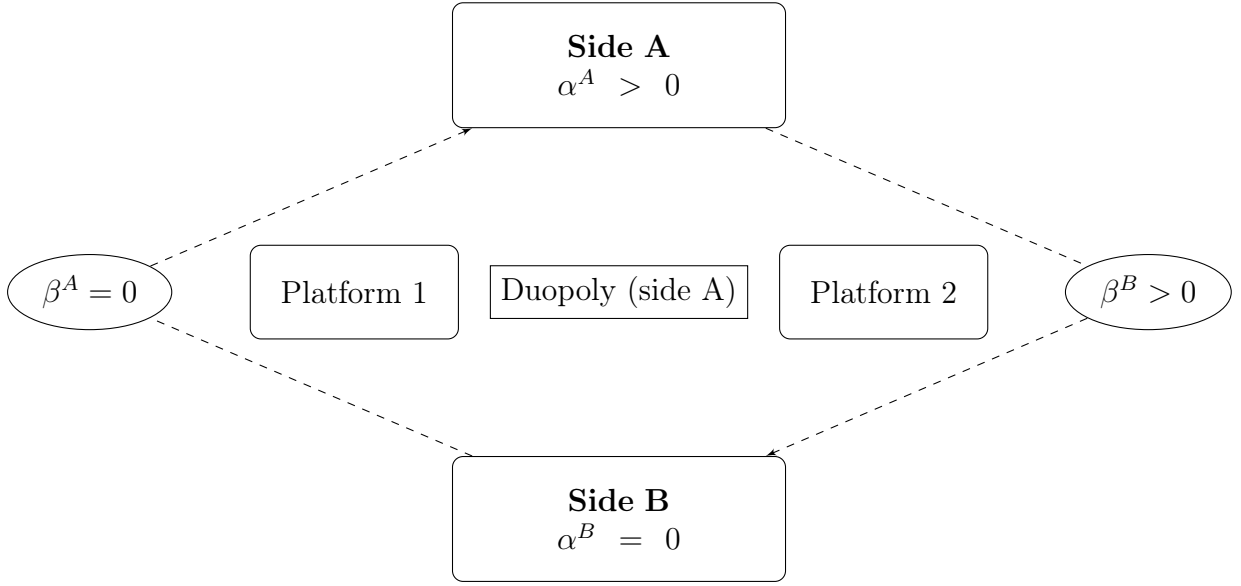 Side A
α^A > 0
β^A = 0
Platform 1
Duopoly (side A)
Platform 2
β^B > 0
Side B
α^B = 0